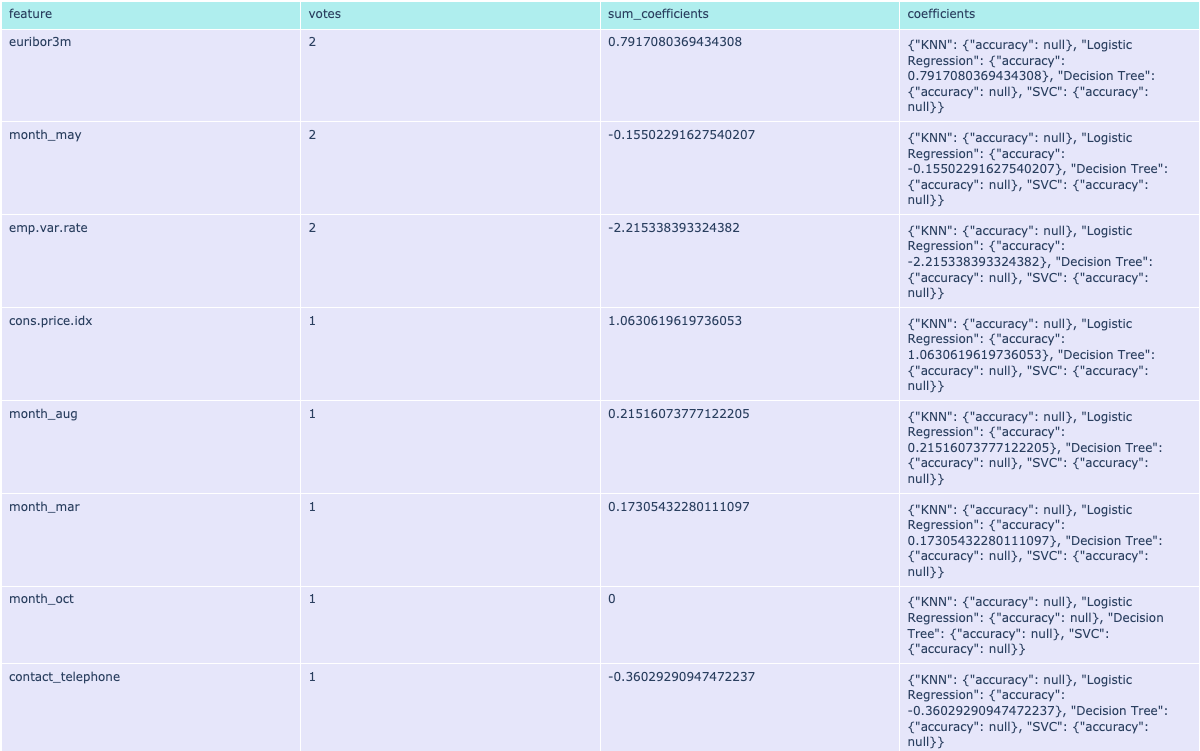 feature votes sum_coefficients coefficients
euribor3m 2 0.7917080369434308 {"KNN": {"accuracy": null}, "Logistic
Regression": {"accuracy":
0.7917080369434308}, "Decision Tree":
{"accuracy": null}, "SVC": {"accuracy":
null}}
month_may 2 -0.15502291627540207 {"KNN": {"accuracy": null}, "Logistic
Regression": {"accuracy":
-0.15502291627540207}, "Decision Tree":
{"accuracy": null}, "SVC": {"accuracy":
null}}
emp.var.rate 2 -2.215338393324382 {"KNN": {"accuracy": null}, "Logistic
Regression": {"accuracy":
-2.215338393324382}, "Decision Tree":
{"accuracy": null}, "SVC": {"accuracy":
null}}
cons.price.idx 1 1.0630619619736053 {"KNN": {"accuracy": null}, "Logistic
Regression": {"accuracy":
1.0630619619736053}, "Decision Tree":
{"accuracy": null}, "SVC": {"accuracy":
null}}
month_aug 1 0.21516073777122205 {"KNN": {"accuracy": null}, "Logistic
Regression": {"accuracy":
0.21516073777122205}, "Decision Tree":
{"accuracy": null}, "SVC": {"accuracy":
null}}
month_mar 1 0.17305432280111097 {"KNN": {"accuracy": null}, "Logistic
Regression": {"accuracy":
0.17305432280111097}, "Decision Tree":
{"accuracy": null}, "SVC": {"accuracy":
null}}
month_oct 1 0 {"KNN": {"accuracy": null}, "Logistic
Regression": {"accuracy": null}, "Decision
Tree": {"accuracy": null}, "SVC":
{"accuracy": null}}
contact_telephone 1 -0.36029290947472237 {"KNN": {"accuracy": null}, "Logistic
Regression": {"accuracy":
-0.36029290947472237}, "Decision Tree":
{"accuracy": null}, "SVC": {"accuracy":
null}}